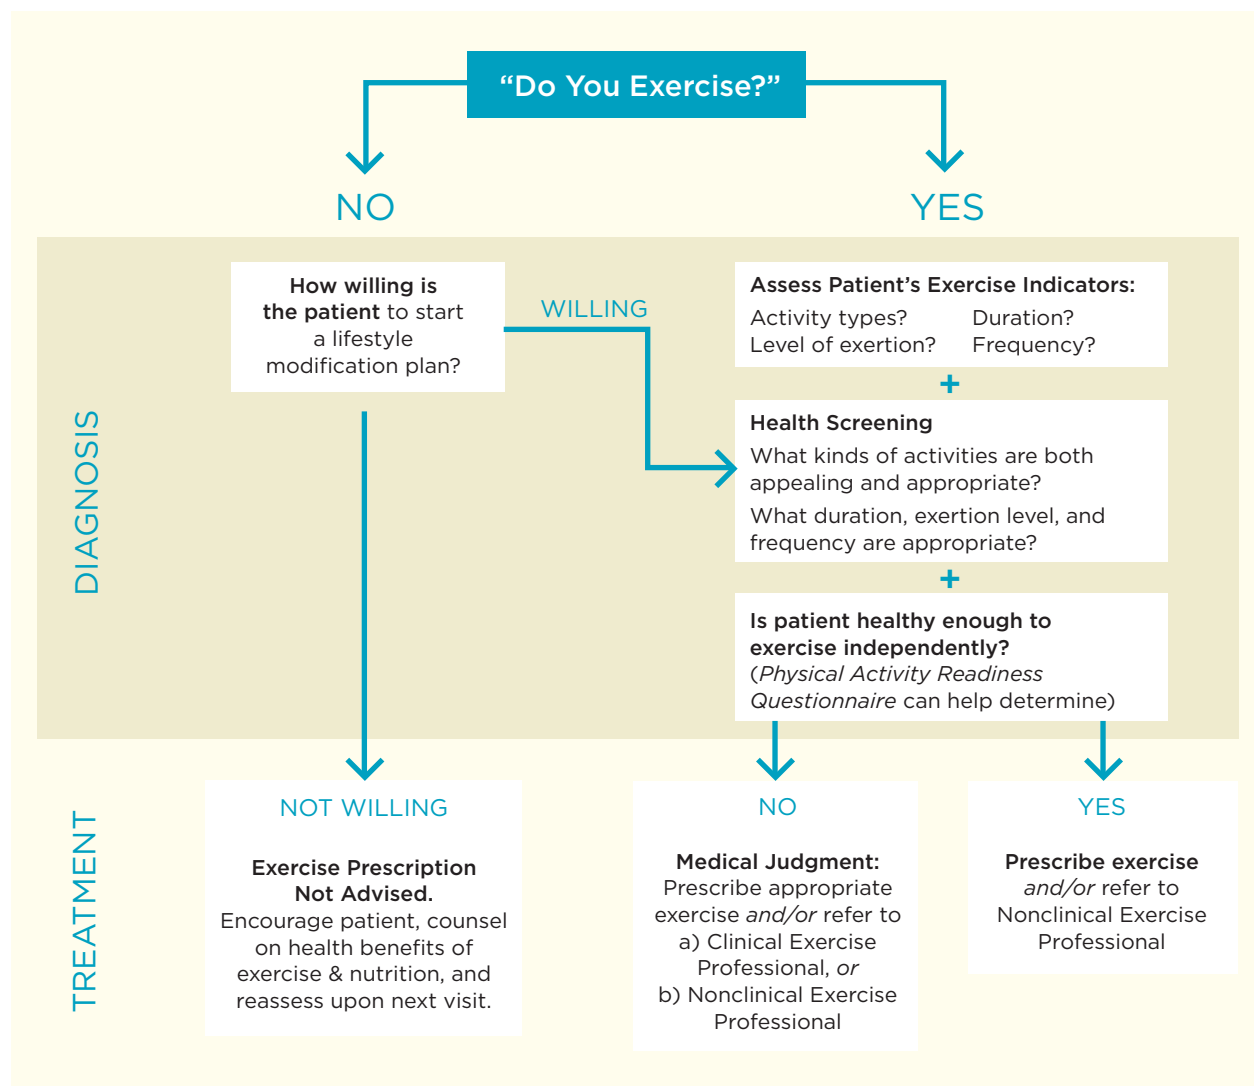 “Do You Exercise?”
NO
YES
DIAGNOSIS
How willing is
the patient to start
a lifestyle
modification plan?
WILLING
Assess Patient’s Exercise Indicators:
Activity types? Duration?
Level of exertion? Frequency?
+
Health Screening
What kinds of activities are both
appealing and appropriate?
What duration, exertion level, and
frequency are appropriate?
+
Is patient healthy enough to
exercise independently?
(Physical Activity Readiness
Questionnaire can help determine)
TREATMENT
NOT WILLING
Exercise Prescription
Not Advised.
Encourage patient, counsel
on health benefits of
exercise & nutrition, and
reassess upon next visit.
NO
Medical Judgment:
Prescribe appropriate
exercise and/or refer to
a) Clinical Exercise
Professional, or
b) Nonclinical Exercise
Professional
YES
Prescribe exercise
and/or refer to
Nonclinical Exercise
Professional